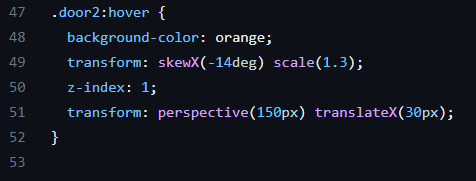 47 .door2:hover {
48 background-color: orange;
49 transform: skewX(-14deg) scale(1.3);
50 z-index: 1;
51 transform: perspective(150px) translateX(30px);
52 }
53